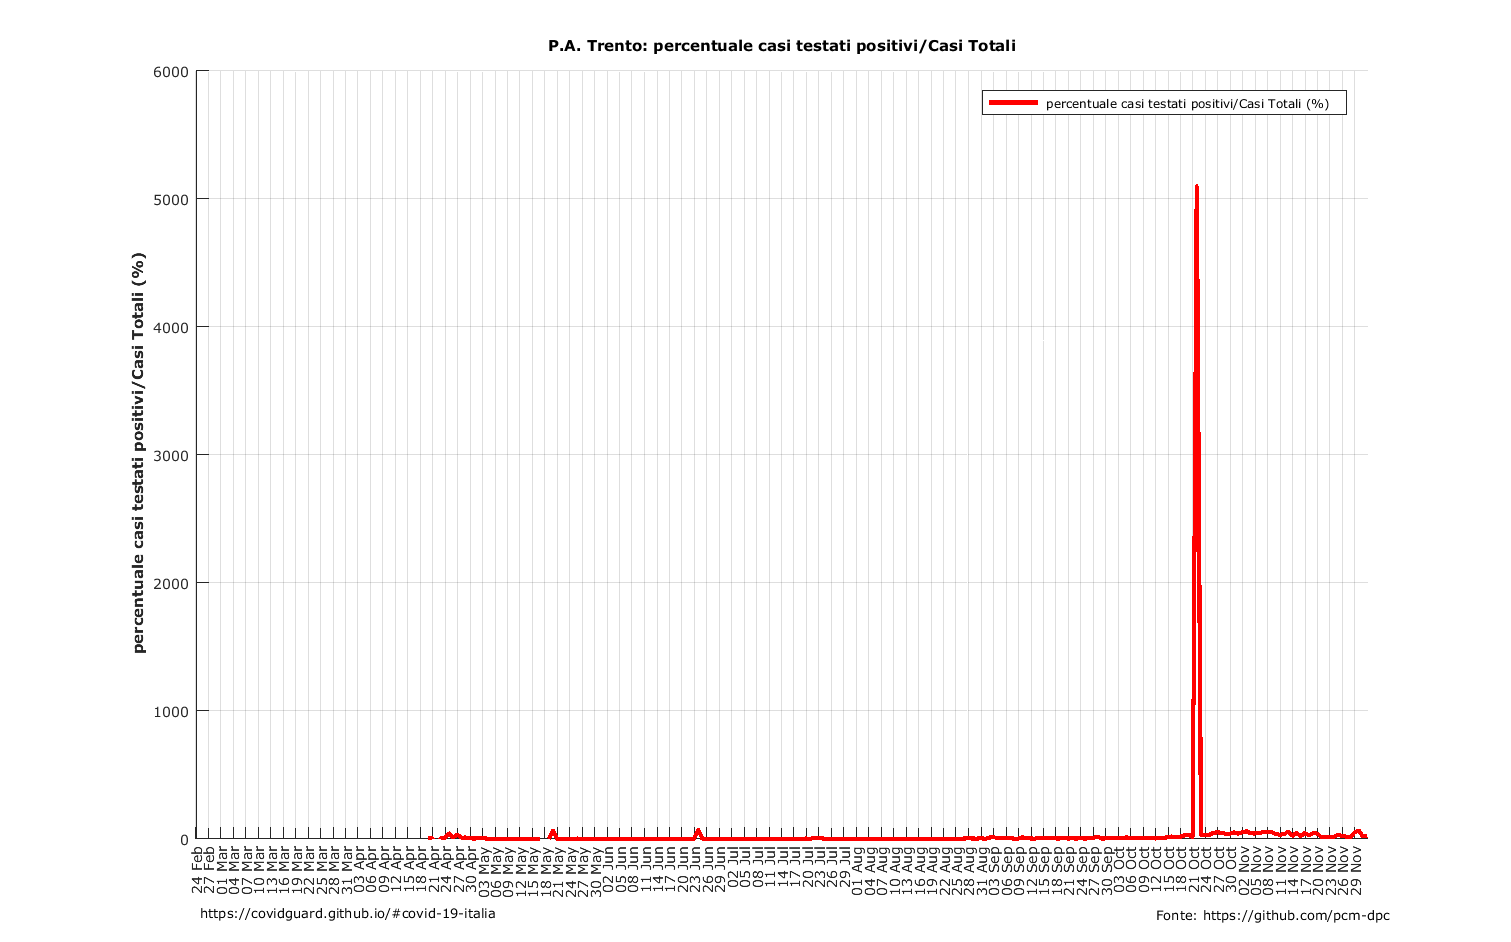 P.A. Trento: percentuale casi testati positivi/Casi Totali
percentuale casi testati positivi/Casi Totali (%)
percentuale casi testati positivi/Casi Totali (%)
6000
5000
4000
3000
2000
1000
0
24 Feb
27 Feb
01 Mar
04 Mar
07 Mar
10 Mar
13 Mar
16 Mar
19 Mar
22 Mar
25 Mar
28 Mar
31 Mar
03 Apr
06 Apr
09 Apr
12 Apr
15 Apr
18 Apr
21 Apr
24 Apr
27 Apr
30 Apr
03 May
06 May
09 May
12 May
15 May
18 May
21 May
24 May
27 May
30 May
02 Jun
05 Jun
08 Jun
11 Jun
14 Jun
17 Jun
20 Jun
23 Jun
26 Jun
29 Jun
02 Jul
05 Jul
08 Jul
11 Jul
14 Jul
17 Jul
20 Jul
23 Jul
26 Jul
29 Jul
01 Aug
04 Aug
07 Aug
10 Aug
13 Aug
16 Aug
19 Aug
22 Aug
25 Aug
28 Aug
31 Aug
03 Sep
06 Sep
09 Sep
12 Sep
15 Sep
18 Sep
21 Sep
24 Sep
27 Sep
30 Sep
03 Oct
06 Oct
09 Oct
12 Oct
15 Oct
18 Oct
21 Oct
24 Oct
27 Oct
30 Oct
02 Nov
05 Nov
08 Nov
11 Nov
14 Nov
17 Nov
20 Nov
23 Nov
26 Nov
29 Nov
https://covidguard.github.io/#covid-19-italia
Fonte: https://github.com/pcm-dpc